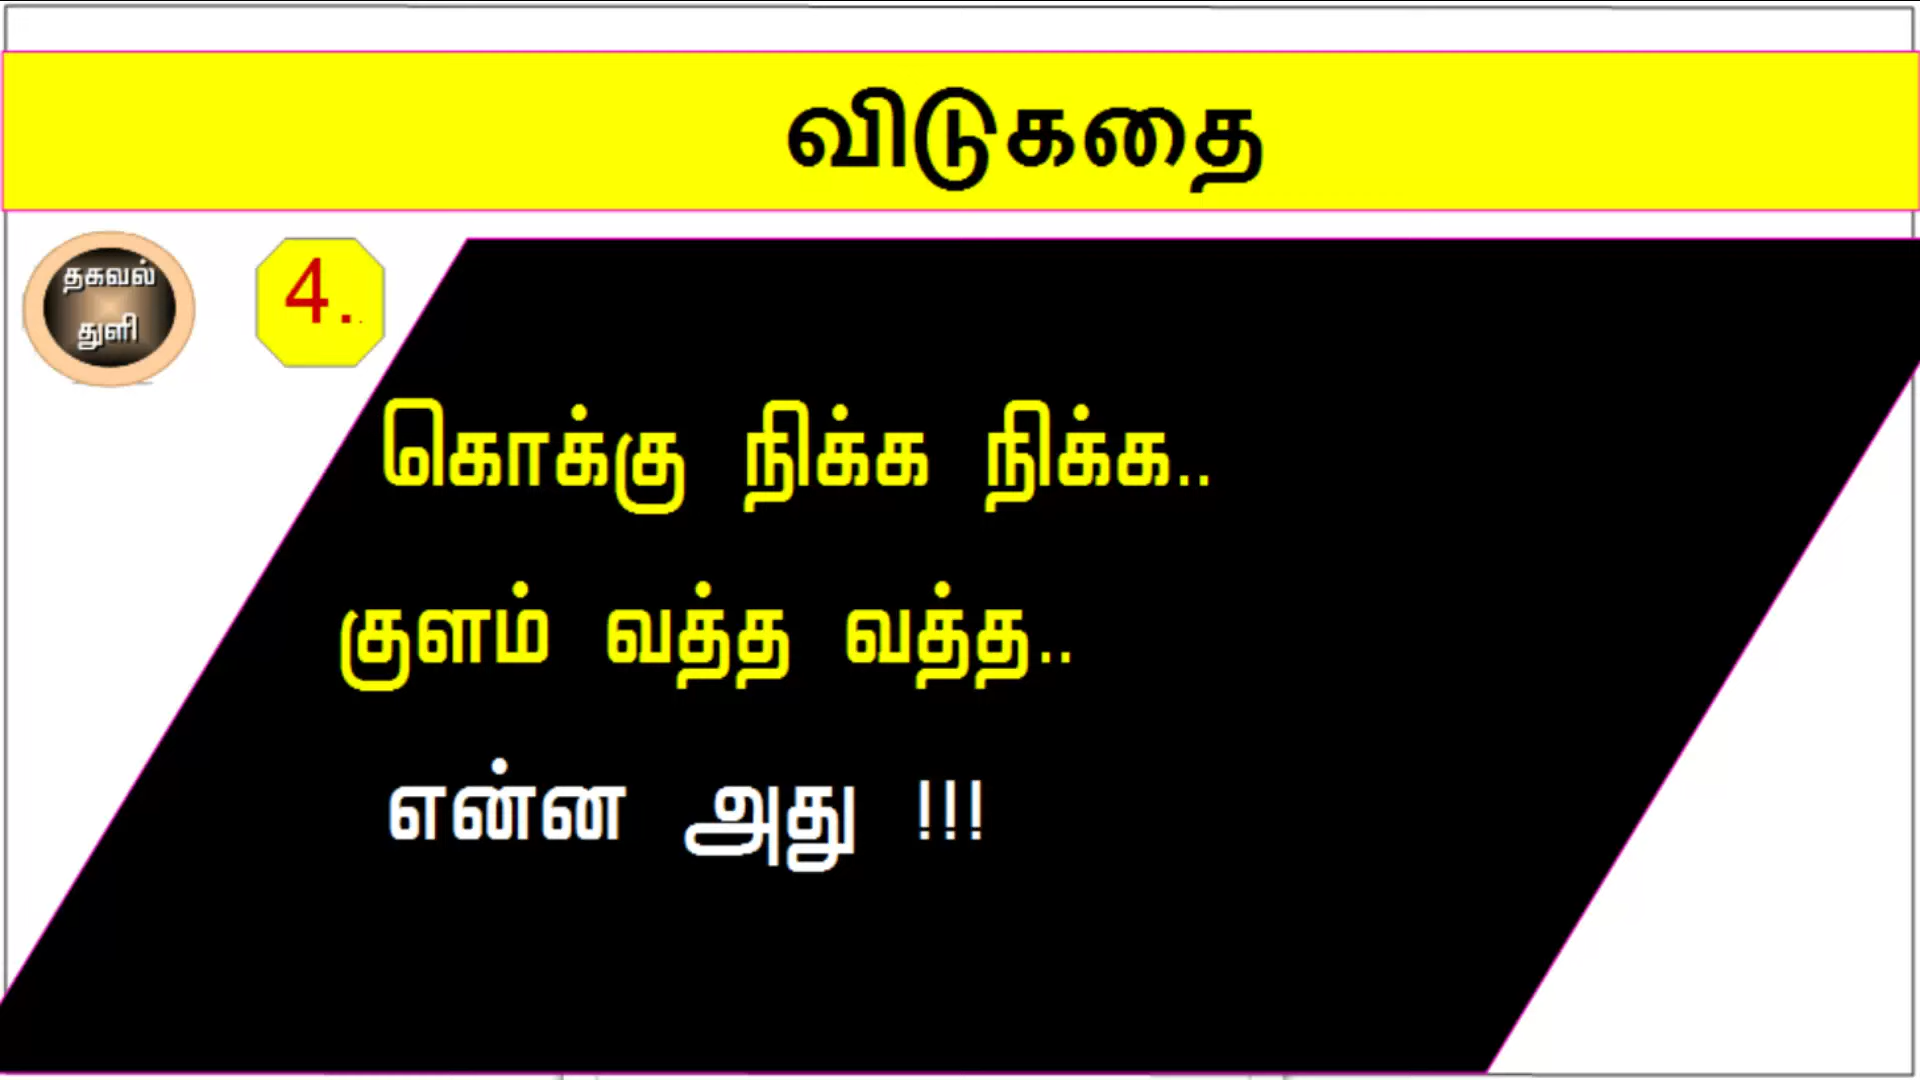 விடுகதை
தகவல்
துளி
4.
கொக்கு நிக்க நிக்க..
குளம் வத்த வத்த..
என்ன அது !!!